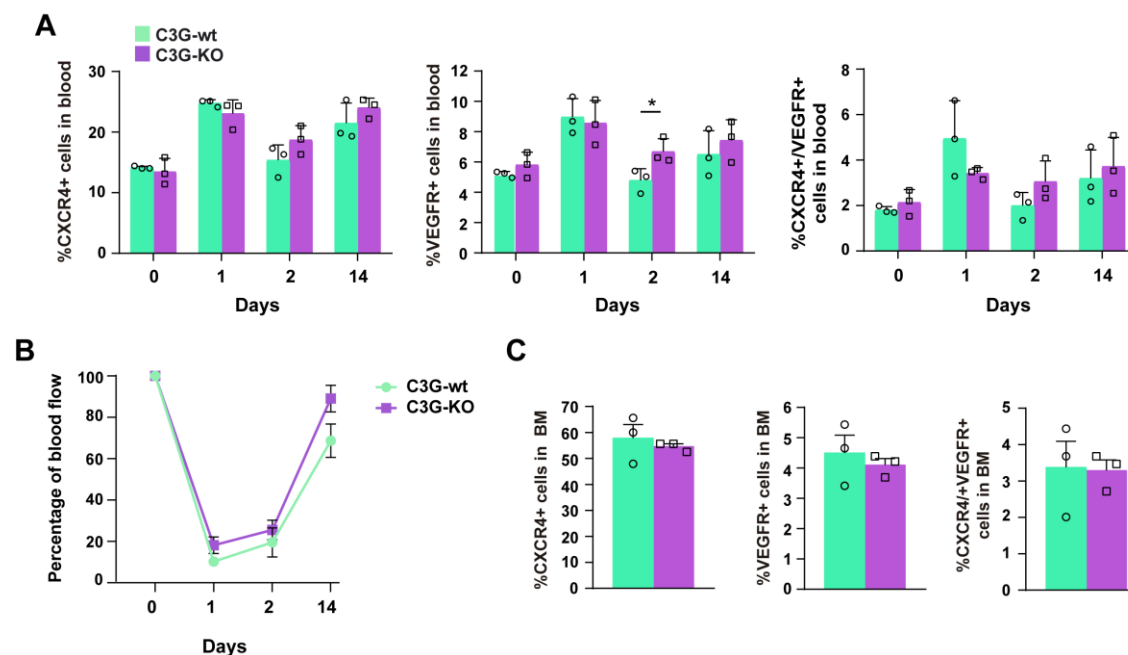 A
C3G-wt
C3G-KO
%CXCR4+ cells in blood
30
20
10
0
0 1 2 14
Days
%VEGFR+ cells in blood
12
10
8
6
4
2
0
*
0 1 2 14
Days
%CXCR4+/VEGFR+
cells in blood
8
6
4
2
0
0 1 2 14
Days
B
Percentage of blood flow
100
80
60
40
20
0
0 1 2 14
Days
C3G-wt
C3G-KO
C
%CXCR4+ cells in BM
70
60
50
40
30
20
10
0
%VEGFR+ cells in BM
6
5
4
3
2
1
0
%CXCR4/+VEGFR+
cells in BM
5
4
3
2
1
0